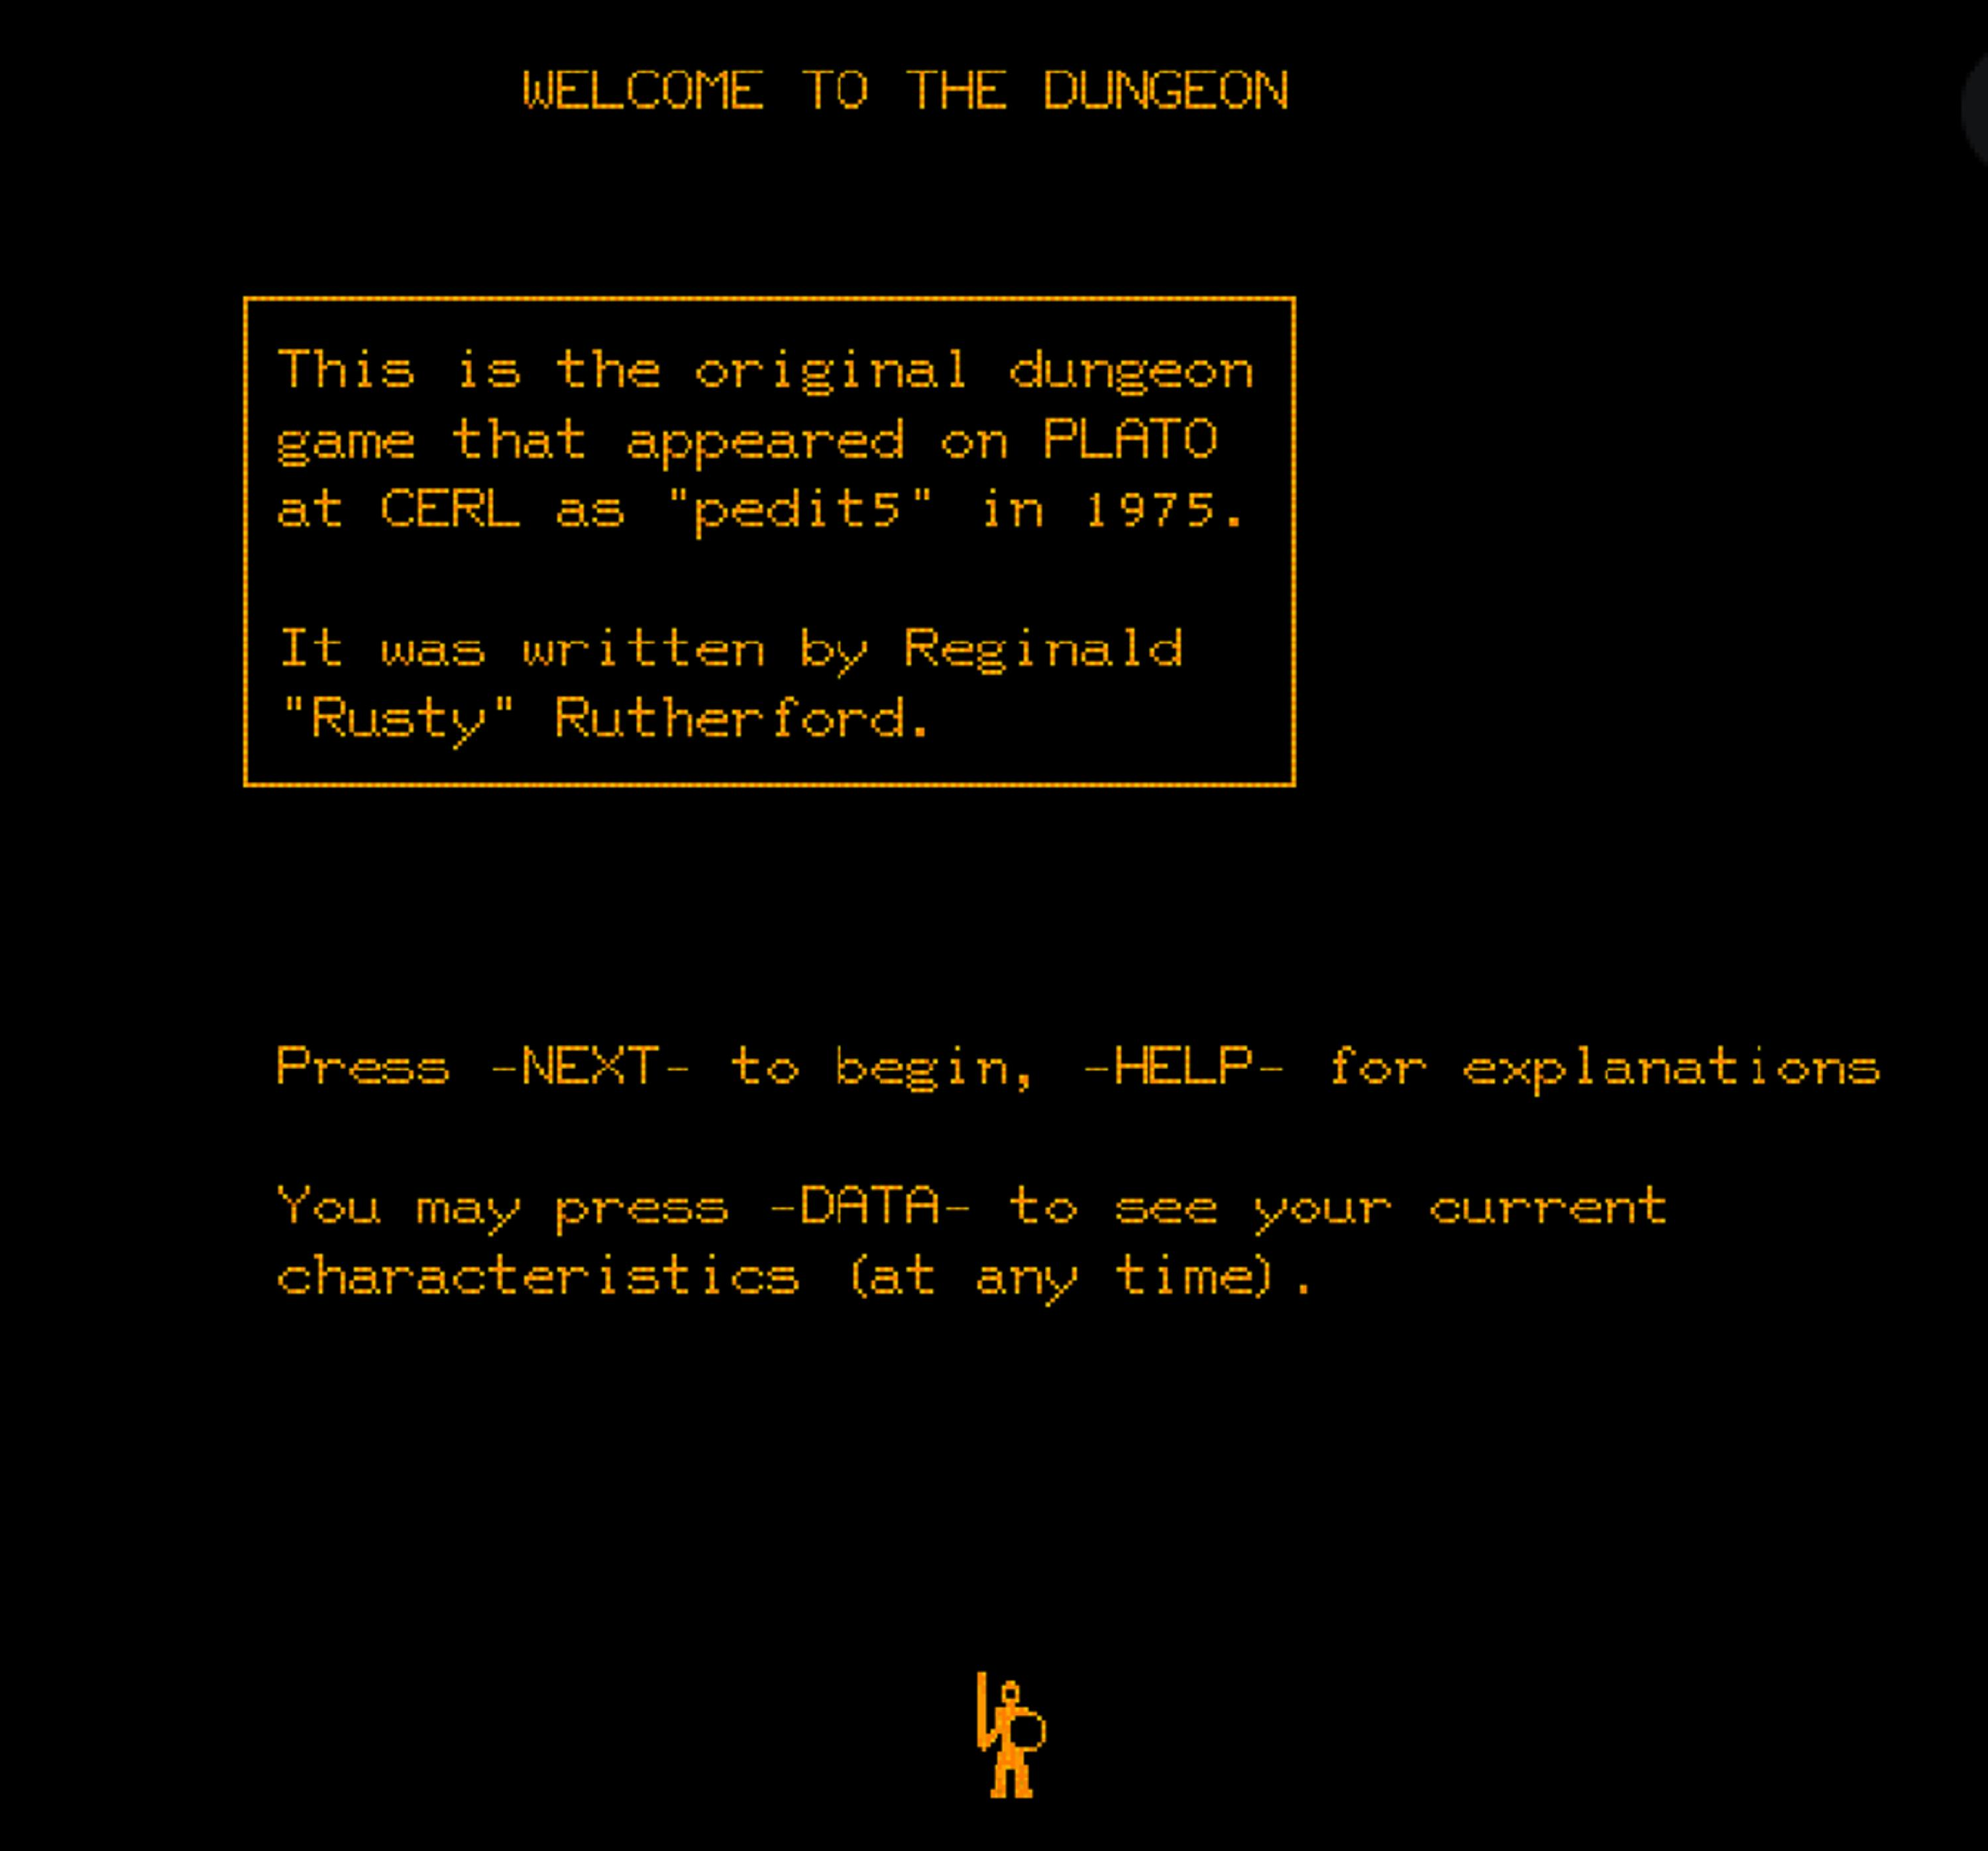 WELCOME TO THE DUNGEON
This is the original dungeon
game that appeared on PLATO
at CERL as "pedit5" in 1975.
It was written by Reginald
"Rusty" Rutherford.
Press -NEXT- to begin, -HELP- for explanations
You may press -DATA- to see your current
characteristics (at any time).